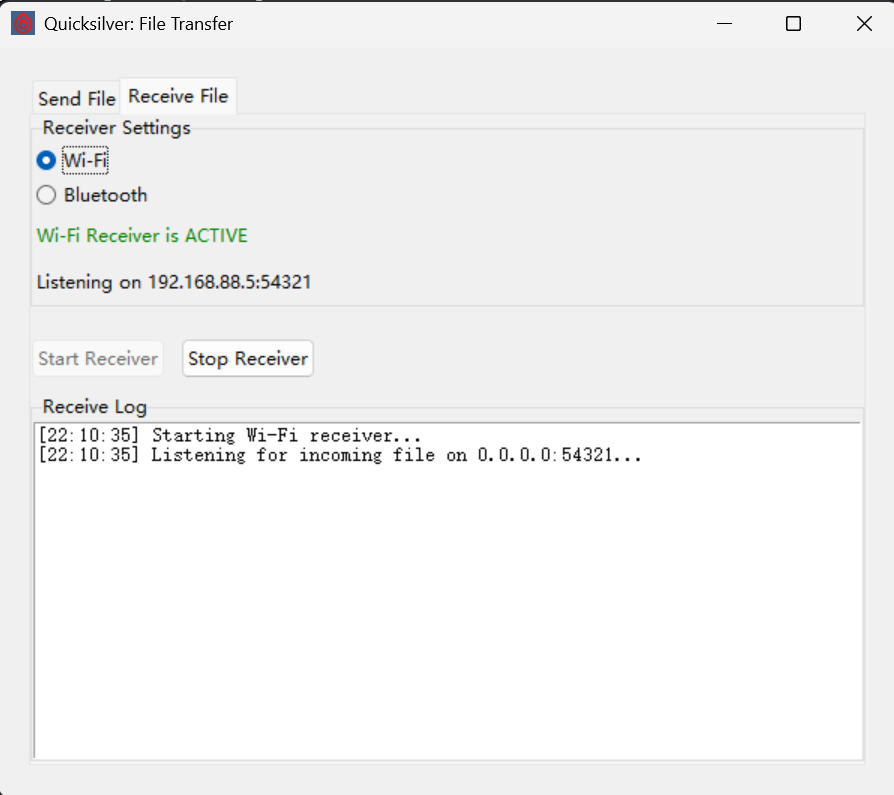 Quicksilver: File Transfer
Send File Receive File
Receiver Settings
Wi-Fi
Bluetooth
Wi-Fi Receiver is ACTIVE
Listening on 192.168.88.5:54321
Start Receiver Stop Receiver
Receive Log
[22:10:35] Starting Wi-Fi receiver...
[22:10:35] Listening for incoming file on 0.0.0.0:54321...